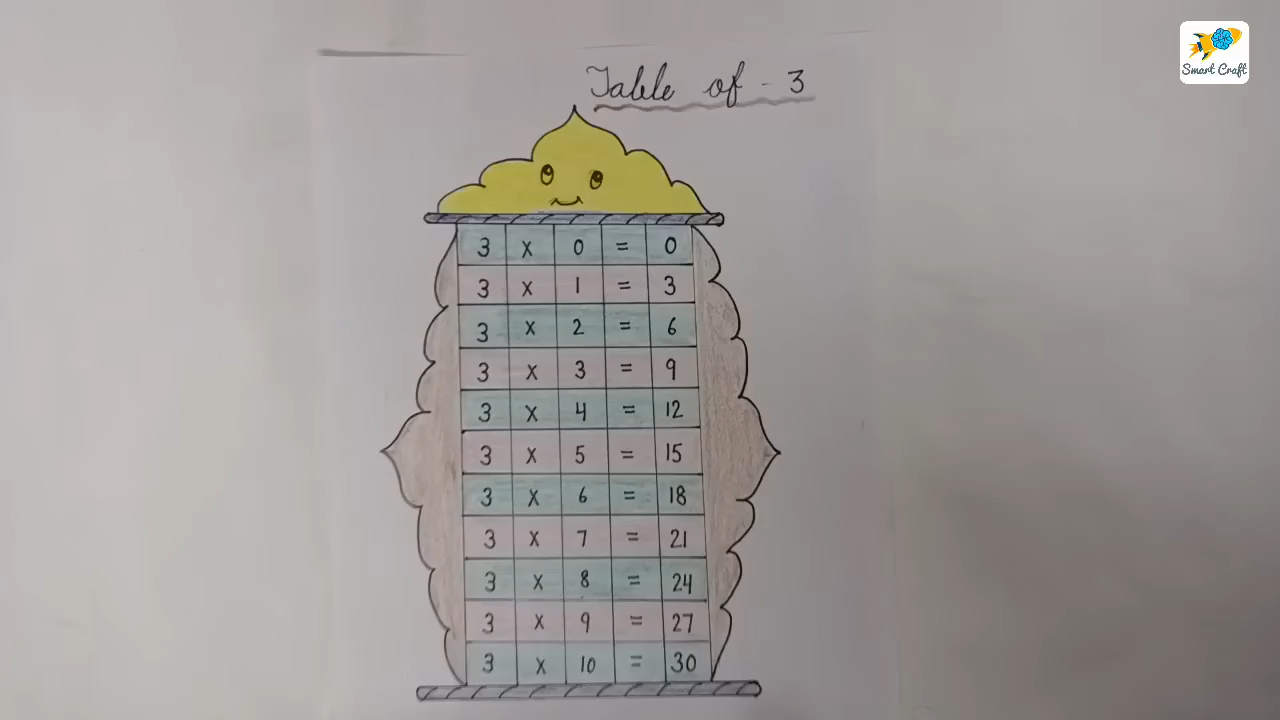 Smart Craft
Table of - 3
3 x 0 = 0
3 x 1 = 3
3 x 2 = 6
3 x 3 = 9
3 x 4 = 12
3 x 5 = 15
3 x 6 = 18
3 x 7 = 21
3 x 8 = 24
3 x 9 = 27
3 x 10 = 30